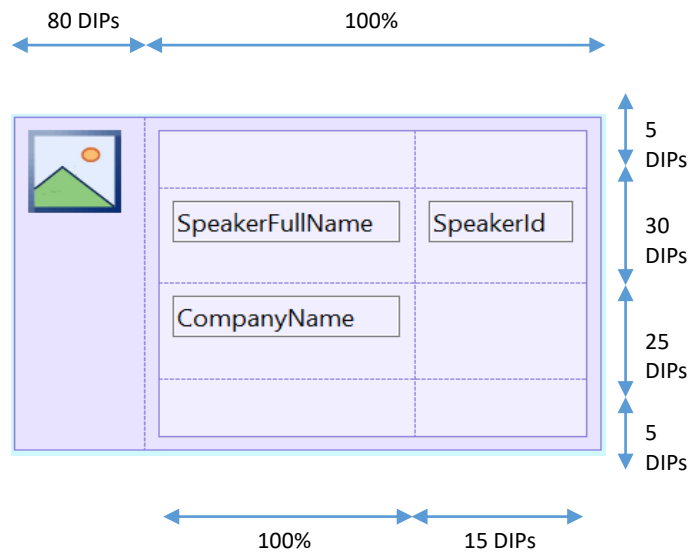 80 DIPs
100%
5
DIPs
SpeakerFullName
SpeakerId
30
DIPs
CompanyName
25
DIPs
5
DIPs
100%
15 DIPs